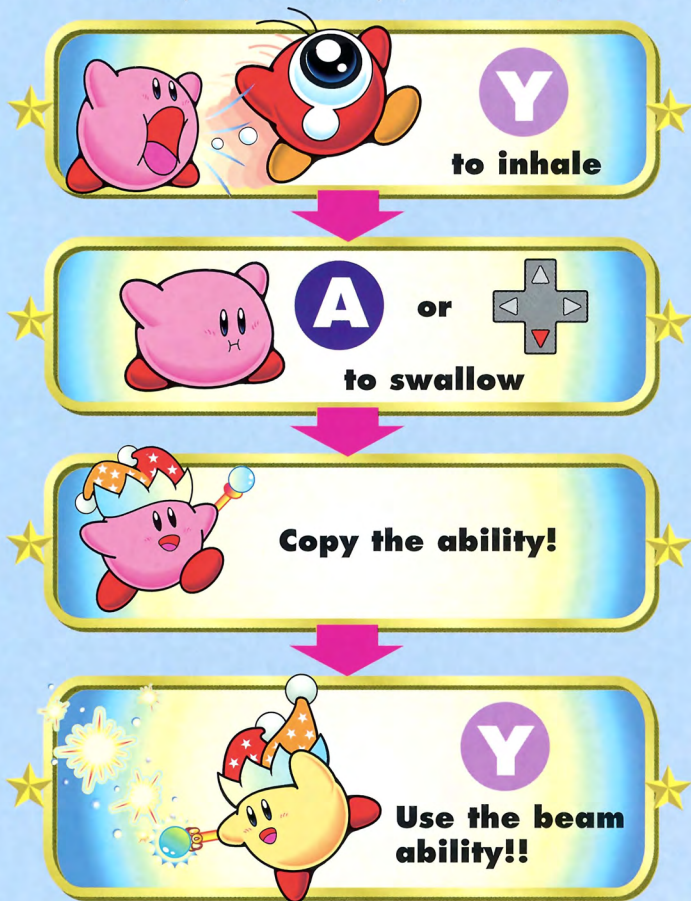 Y
to inhale
A or
to swallow
Copy the ability!
Y
Use the beam
ability!!